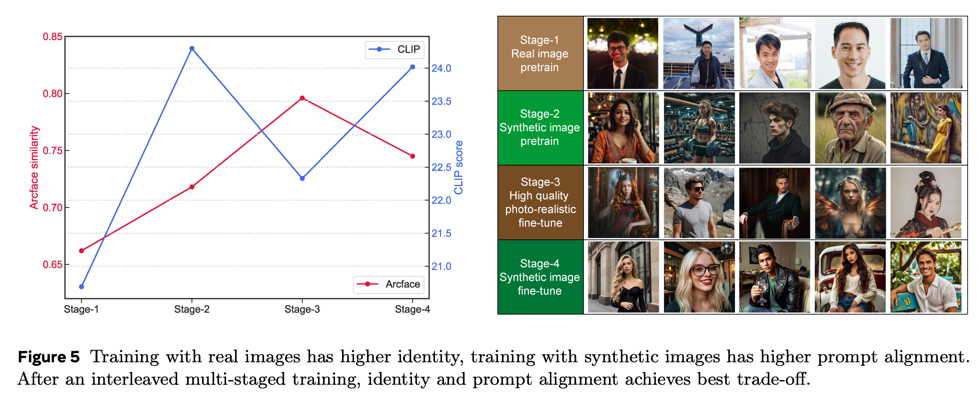 0.85
0.80
0.75
0.70
0.65
Arcface similarity
CLIP
Arcface
24.0
23.5
23.0
22.5
22.0
21.5
21.0
CLIP score
Stage-1
Stage-2
Stage-3
Stage-4
Stage-1
Real image
pretrain
Stage-2
Synthetic image
pretrain
Stage-3
High quality
photo-realistic
fine-tune
Stage-4
Synthetic image
fine-tune
Figure 5 Training with real images has higher identity, training with synthetic images has higher prompt alignment.
After an interleaved multi-staged training, identity and prompt alignment achieves best trade-off.